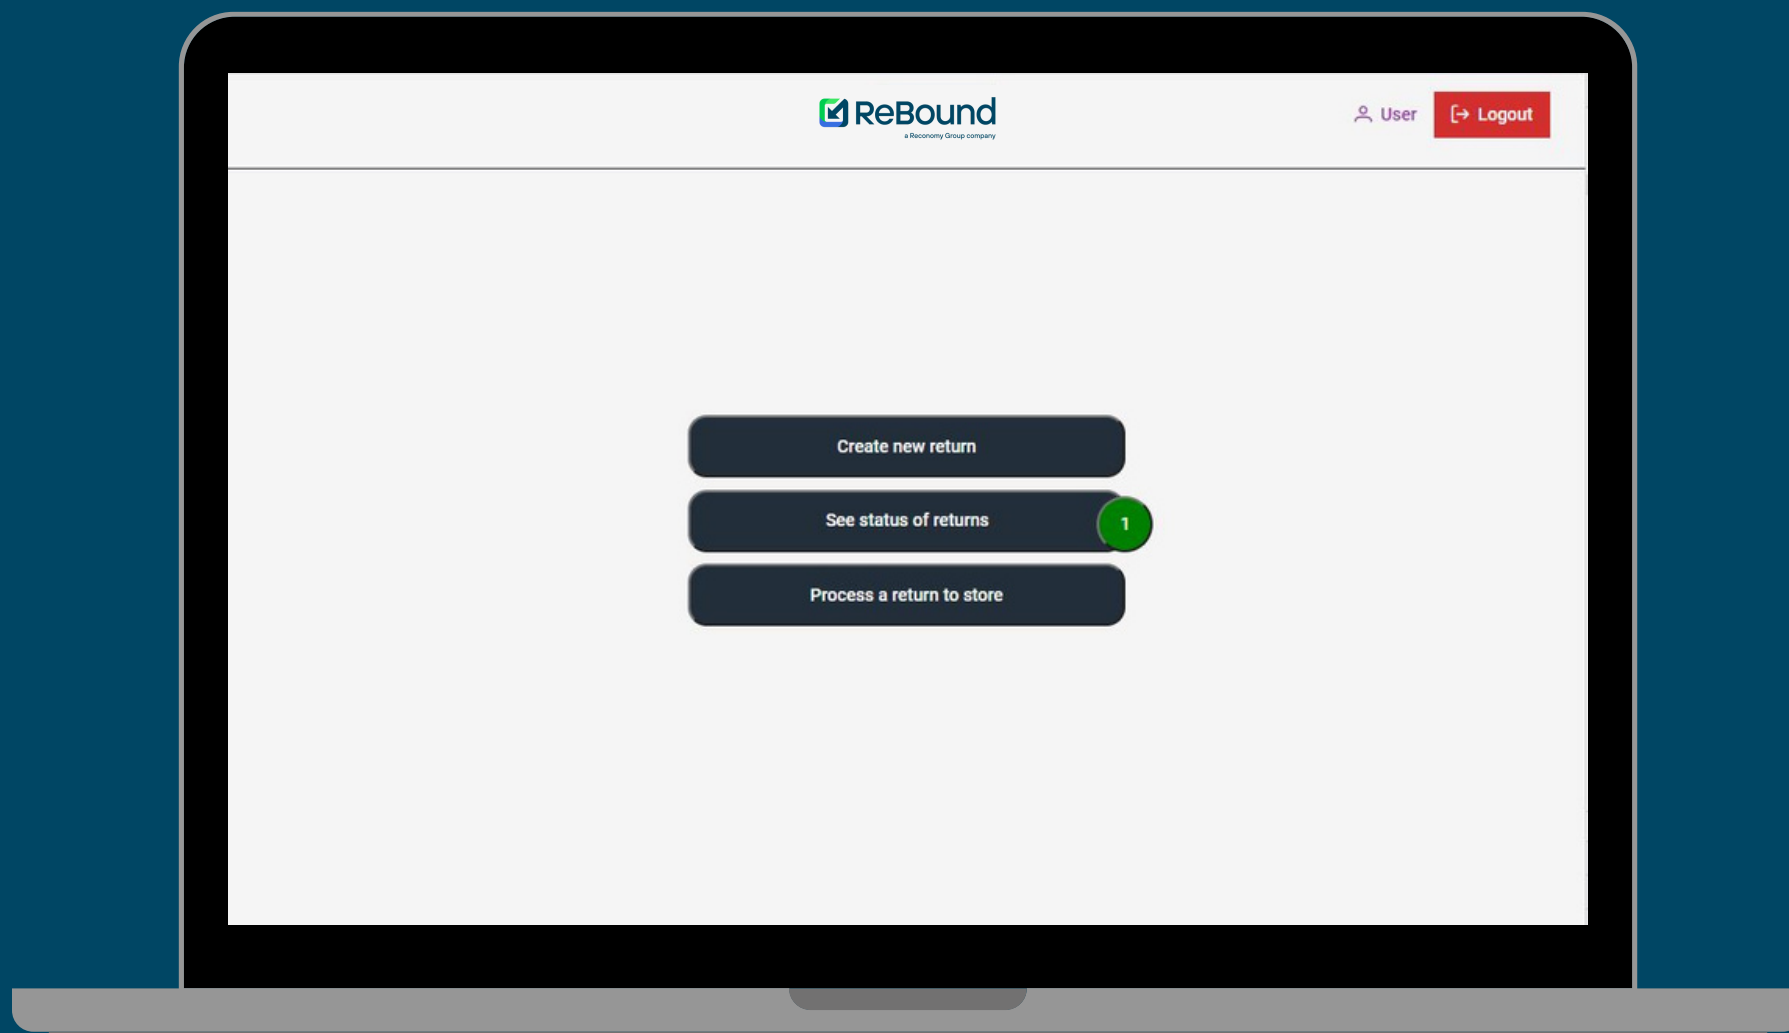 ReBound
a Reconomy Group company
User
Logout
Create new return
See status of returns
1
Process a return to store